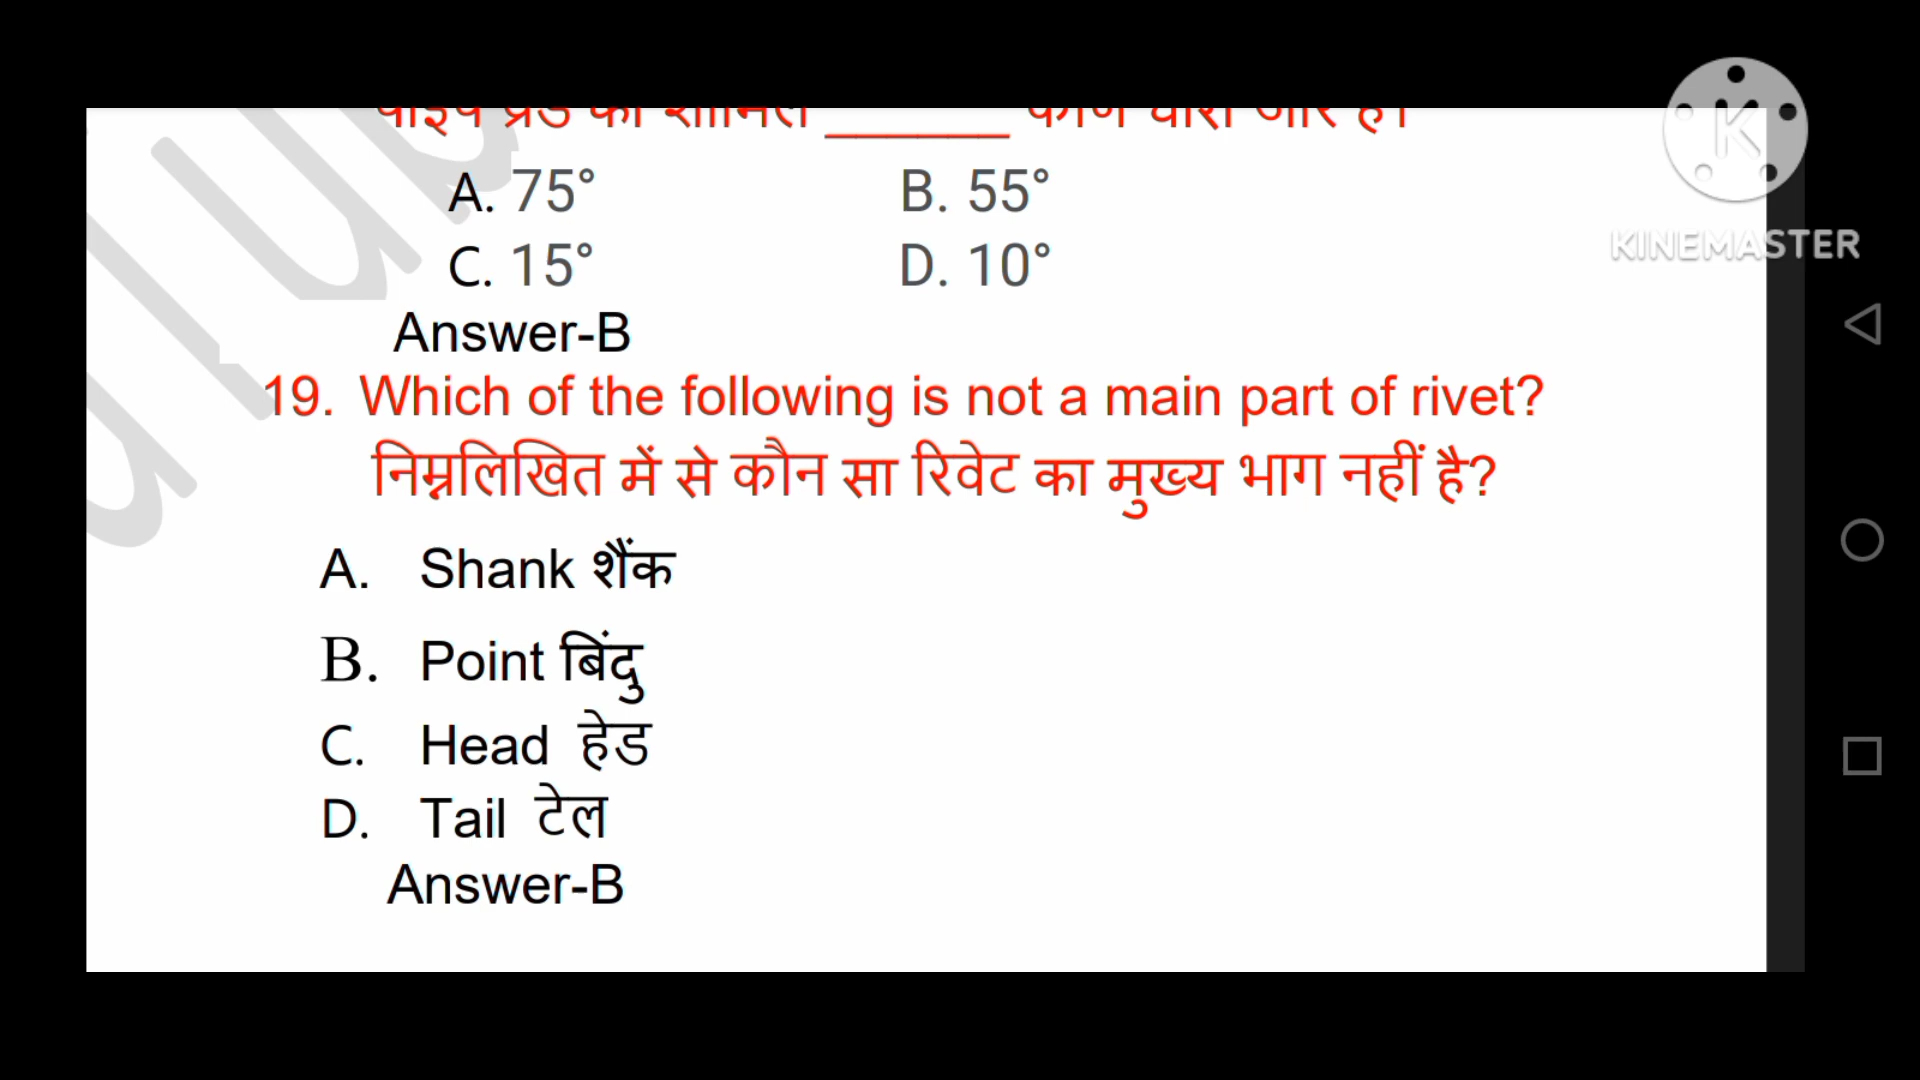 A. 75° B. 55°
C. 15° D. 10°
Answer-B
19. Which of the following is not a main part of rivet?
निम्नलिखित में से कौन सा रिवेट का मुख्य भाग नहीं है?
A. Shank शैंक
B. Point बिंदु
C. Head हेड
D. Tail टेल
Answer-B
K
KINEMASTER